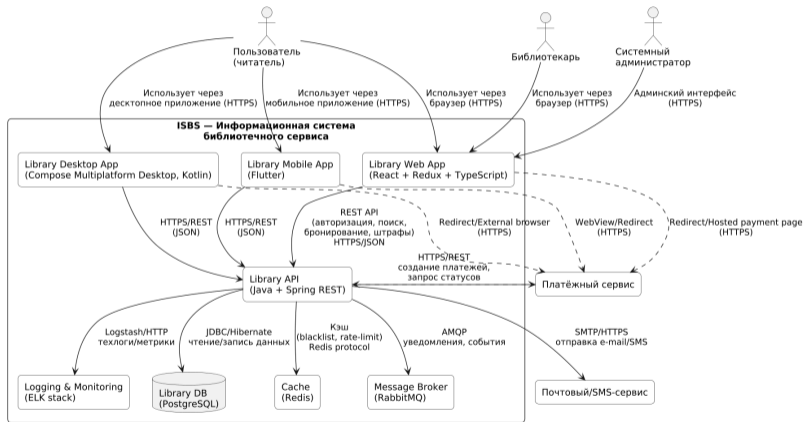 Пользователь
(читатель)
Библиотекарь
Системный
администратор
Использует через
десктопное приложение (HTTPS)
Использует через
мобильное приложение (HTTPS)
Использует через
браузер (HTTPS)
Использует через
браузер (HTTPS)
Админский интерфейс
(HTTPS)
ISBS — Информационная система
библиотечного сервиса
Library Desktop App
(Compose Multiplatform Desktop, Kotlin)
Library Mobile App
(Flutter)
Library Web App
(React + Redux + TypeScript)
HTTPS/REST
(JSON)
HTTPS/REST
(JSON)
REST API
(авторизация, поиск,
бронирование, штрафы)
HTTPS/JSON
Redirect/External browser
(HTTPS)
WebView/Redirect
(HTTPS)
Redirect/Hosted payment page
(HTTPS)
HTTPS/REST
создание платежей,
запрос статусов
Library API
(Java + Spring REST)
Платёжный сервис
Logstash/HTTP
техлоги/метрики
JDBC/Hibernate
чтение/запись данных
Кэш
(blacklist, rate-limit)
Redis protocol
AMQP
уведомления, события
SMTP/HTTPS
отправка e-mail/SMS
Logging & Monitoring
(ELK stack)
Library DB
(PostgreSQL)
Cache
(Redis)
Message Broker
(RabbitMQ)
Почтовый/SMS-сервис